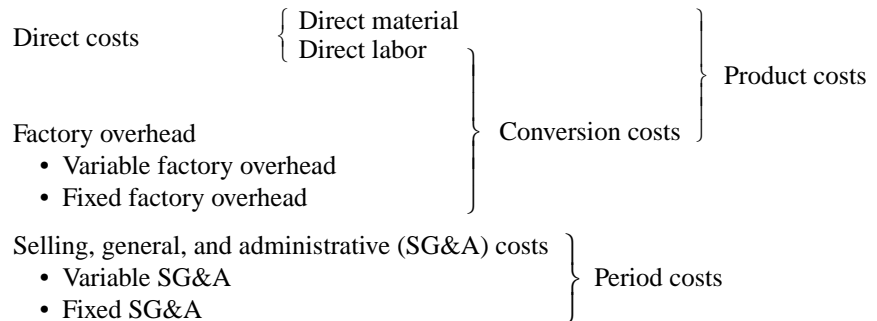 Direct costs
Direct material
Direct labor
Product costs
Conversion costs
Factory overhead
• Variable factory overhead
• Fixed factory overhead
Selling, general, and administrative (SG&A) costs
• Variable SG&A
• Fixed SG&A
Period costs